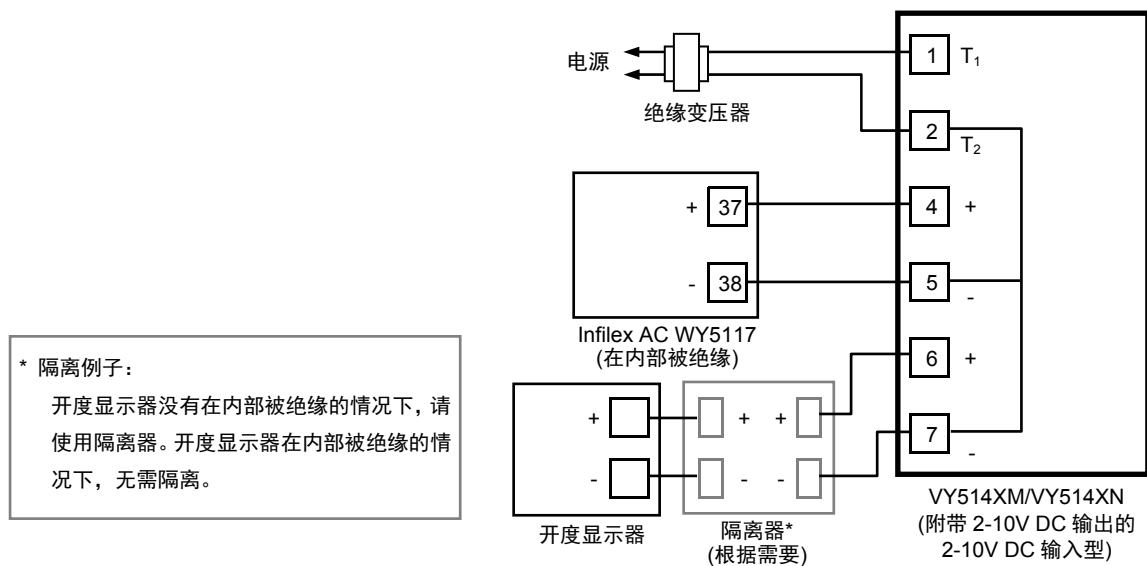 电源
绝缘变压器
1 T₁
2 T₂
+ 37
4 +
- 38
5 -
Infilex AC WY5117
(在内部被绝缘)
6 +
+ + +
7 -
- - -
开度显示器
隔离器*
(根据需要)
VY514XM/VY514XN
(附带 2-10V DC 输出的
2-10V DC 输入型)
* 隔离例子：
开度显示器没有在内部被绝缘的情况下，请
使用隔离器。开度显示器在内部被绝缘的情
况下，无需隔离。